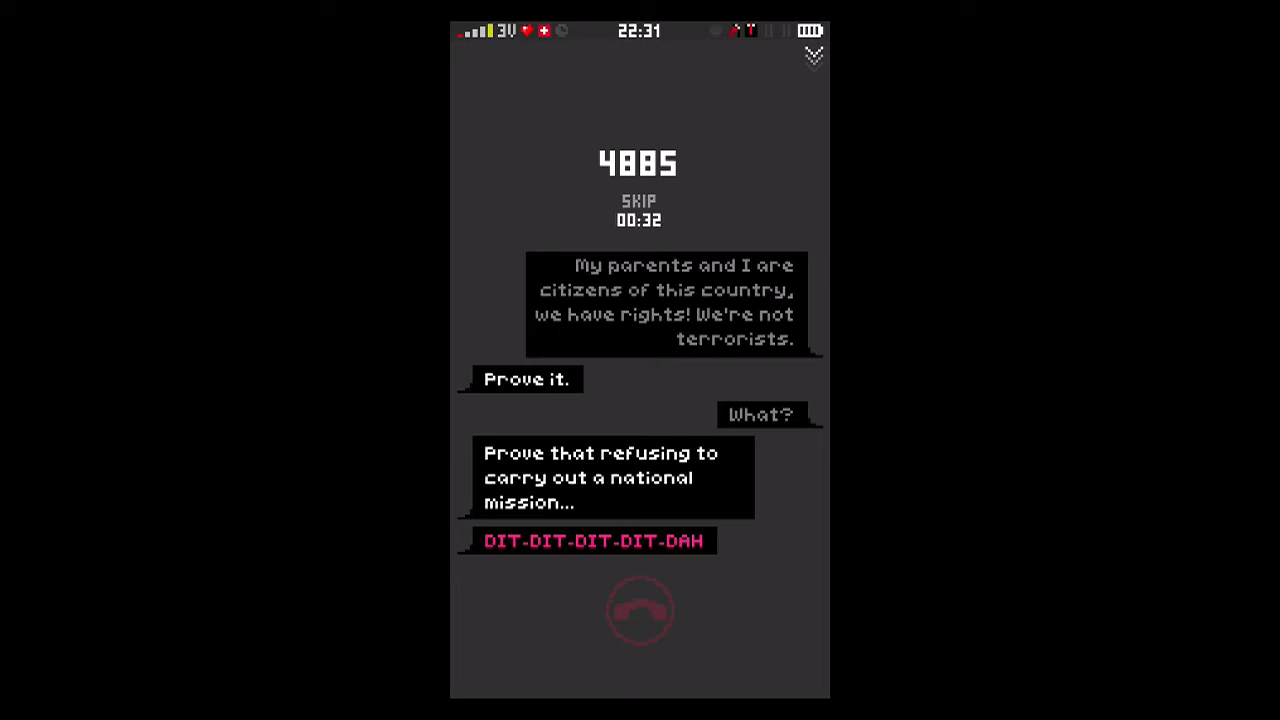 3V 22:31
4885
SKIP
00:32
My parents and I are
citizens of this country,
we have rights! We're not
terrorists.
Prove it.
What?
Prove that refusing to
carry out a national
mission...
DIT-DIT-DIT-DIT-DAH